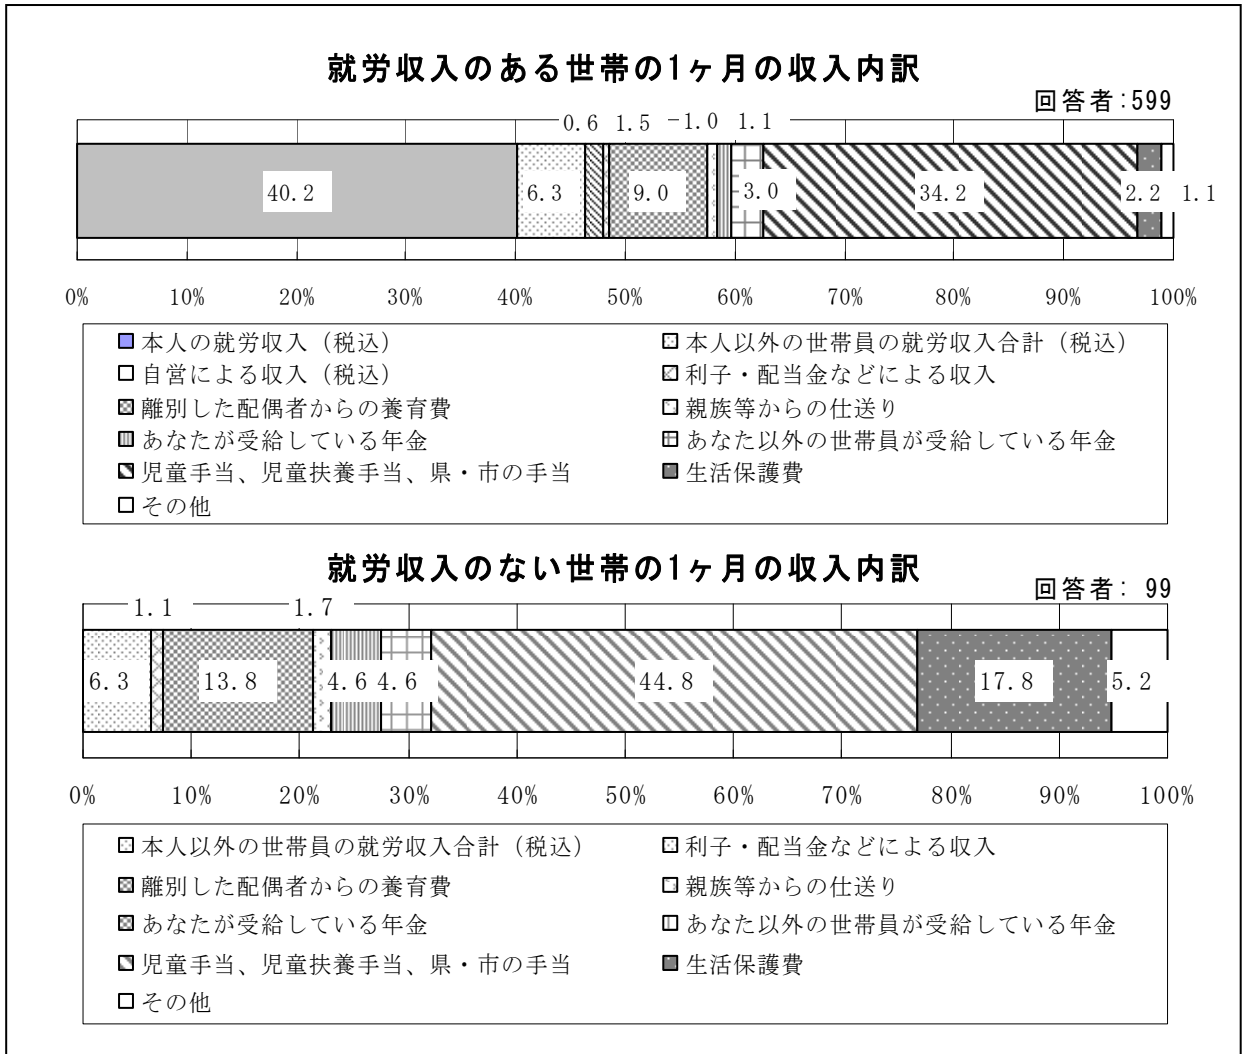 就労収入のある世帯の1ヶ月の収入内訳
回答者:599
0.6 1.5 1.0 1.1
40.2 6.3 9.0 3.0 34.2 2.2 1.1
0% 10% 20% 30% 40% 50% 60% 70% 80% 90% 100%
本人の就労収入（税込） 本人以外の世帯員の就労収入合計（税込）
自営による収入（税込） 利子・配当金などによる収入
離別した配偶者からの養育費 親族等からの仕送り
あなたが受給している年金 あなた以外の世帯員が受給している年金
児童手当、児童扶養手当、県・市の手当 生活保護費
その他
就労収入のない世帯の1ヶ月の収入内訳
回答者: 99
1.1 1.7
6.3 13.8 4.6 4.6 44.8 17.8 5.2
0% 10% 20% 30% 40% 50% 60% 70% 80% 90% 100%
本人以外の世帯員の就労収入合計（税込） 利子・配当金などによる収入
離別した配偶者からの養育費 親族等からの仕送り
あなたが受給している年金 あなた以外の世帯員が受給している年金
児童手当、児童扶養手当、県・市の手当 生活保護費
その他